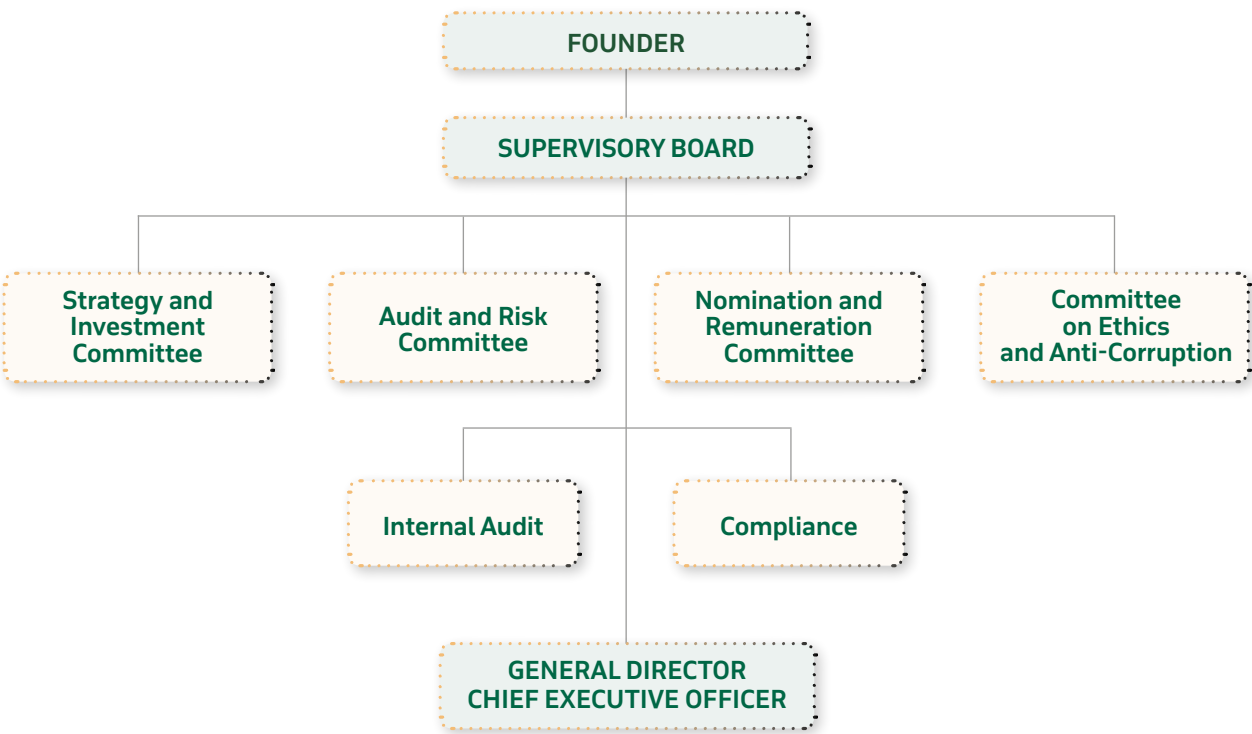 FOUNDER
SUPERVISORY BOARD
Strategy and
Investment
Committee
Audit and Risk
Committee
Nomination and
Remuneration
Committee
Committee
on Ethics
and Anti-Corruption
Internal Audit
Compliance
GENERAL DIRECTOR
CHIEF EXECUTIVE OFFICER